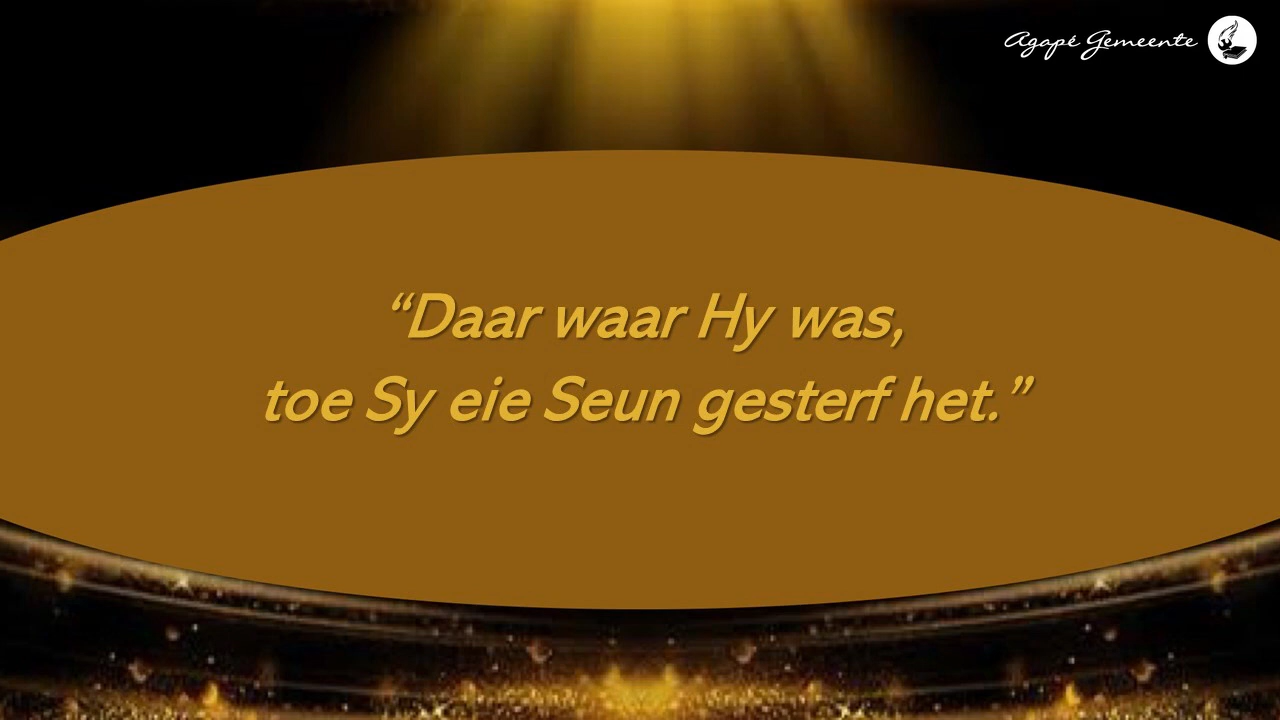 Agapé Gemeente
“Daar waar Hy was,
toe Sy eie Seun gesterf het.”